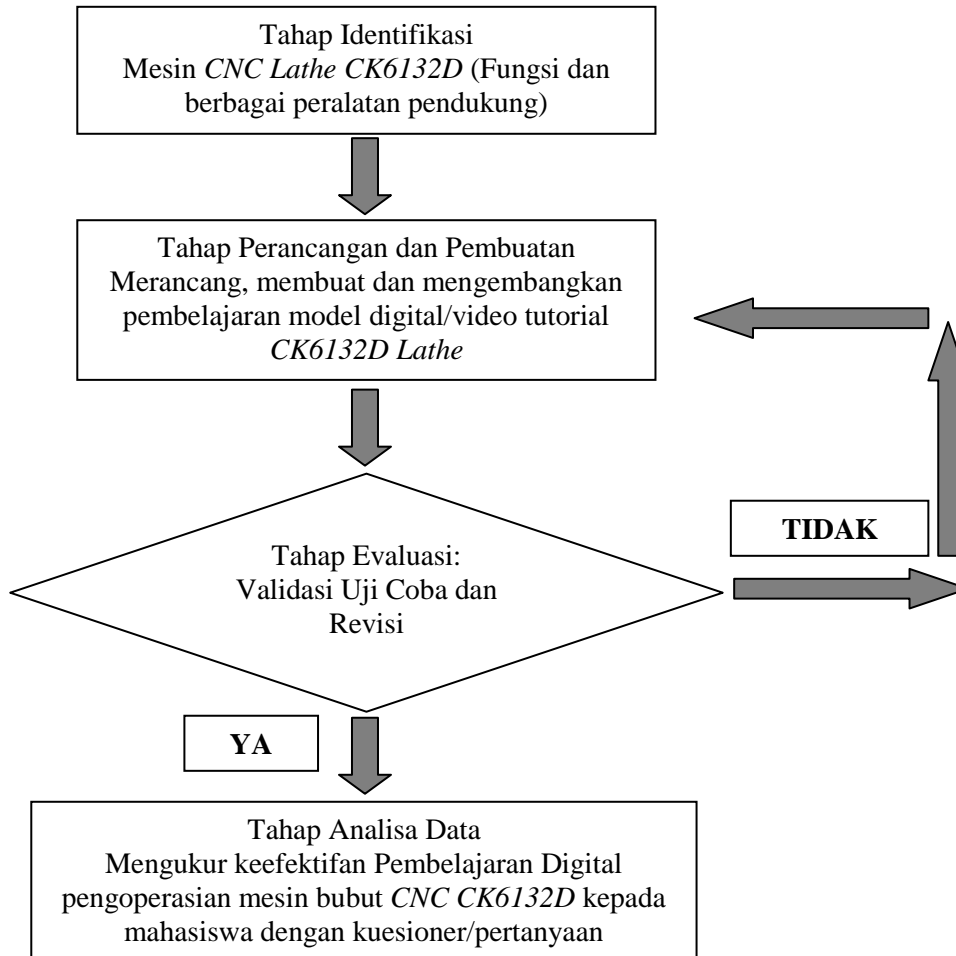 Tahap Identifikasi
Mesin CNC Lathe CK6132D (Fungsi dan
berbagai peralatan pendukung)
Tahap Perancangan dan Pembuatan
Merancang, membuat dan mengembangkan
pembelajaran model digital/video tutorial
CK6132D Lathe
Tahap Evaluasi:
Validasi Uji Coba dan
Revisi
TIDAK
YA
Tahap Analisa Data
Mengukur keefektifan Pembelajaran Digital
pengoperasian mesin bubut CNC CK6132D kepada
mahasiswa dengan kuesioner/pertanyaan